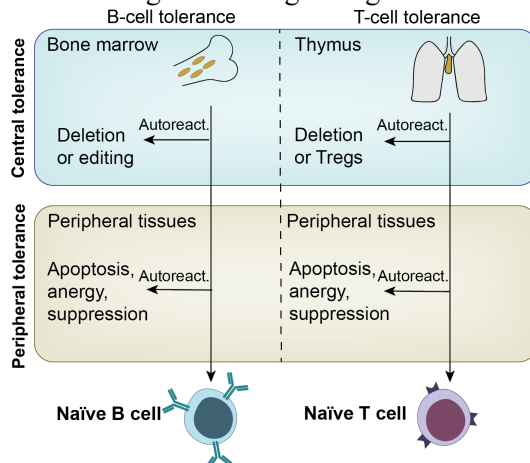 B-cell tolerance
T-cell tolerance
Central tolerance
Bone marrow
Thymus
Autoreact.
Deletion
or editing
Autoreact.
Deletion
or Tregs
Peripheral tolerance
Peripheral tissues
Peripheral tissues
Apoptosis,
anergy,
suppression
Autoreact.
Apoptosis,
anergy,
suppression
Autoreact.
Naïve B cell
Naïve T cell